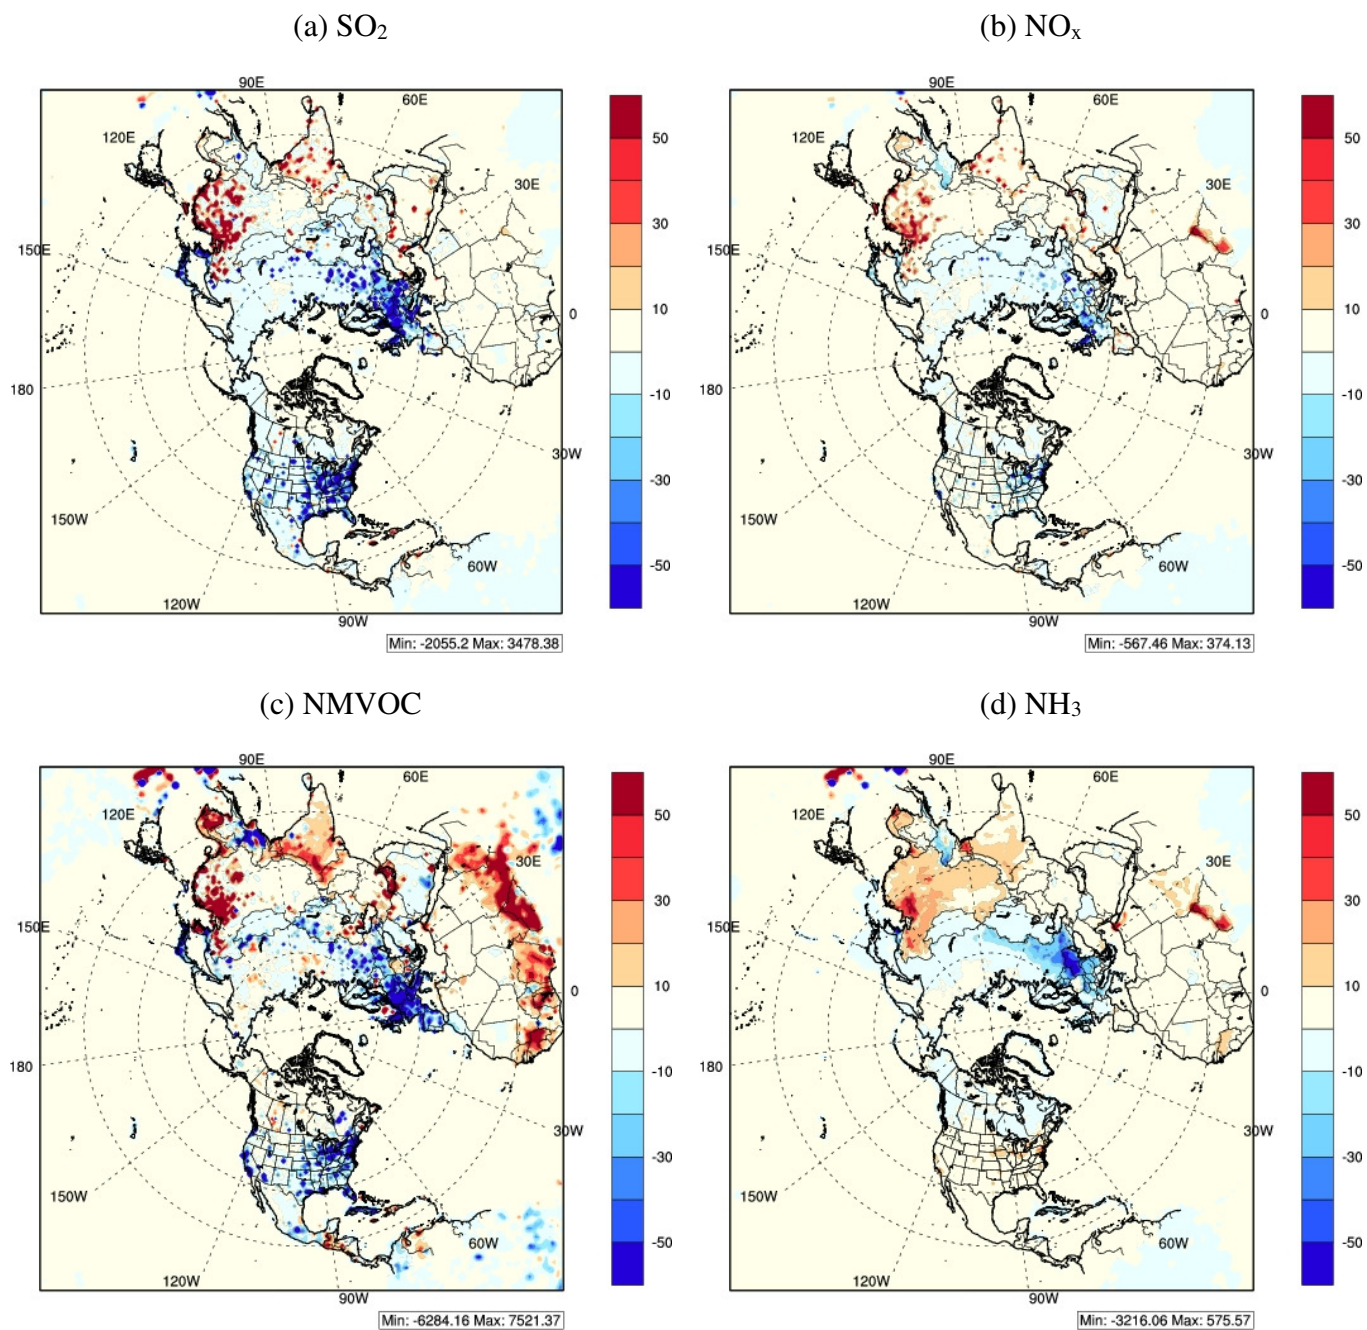 (a) SO₂
(b) NOₓ
90E
60E
120E
30E
150E
0
180
30W
150W
60W
120W
90W
50
30
10
-10
-30
-50
Min: -2055.2 Max: 3478.38
90E
60E
120E
30E
150E
0
180
30W
150W
60W
120W
90W
50
30
10
-10
-30
-50
Min: -567.46 Max: 374.13
(c) NMVOC
(d) NH₃
90E
60E
120E
30E
150E
0
180
30W
150W
60W
120W
90W
50
30
10
-10
-30
-50
Min: -6284.16 Max: 7521.37
90E
60E
120E
30E
150E
0
180
30W
150W
60W
120W
90W
50
30
10
-10
-30
-50
Min: -3216.06 Max: 575.57